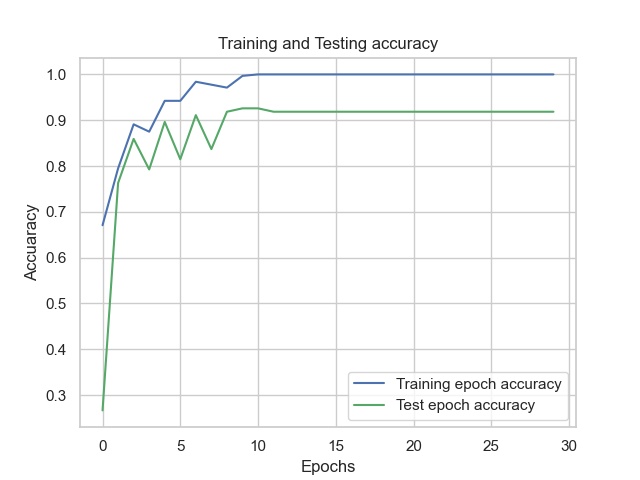 Training and Testing accuracy
1.0
0.9
0.8
0.7
0.6
0.5
0.4
0.3
Accuaracy
Training epoch accuracy
Test epoch accuracy
0 5 10 15 20 25 30
Epochs